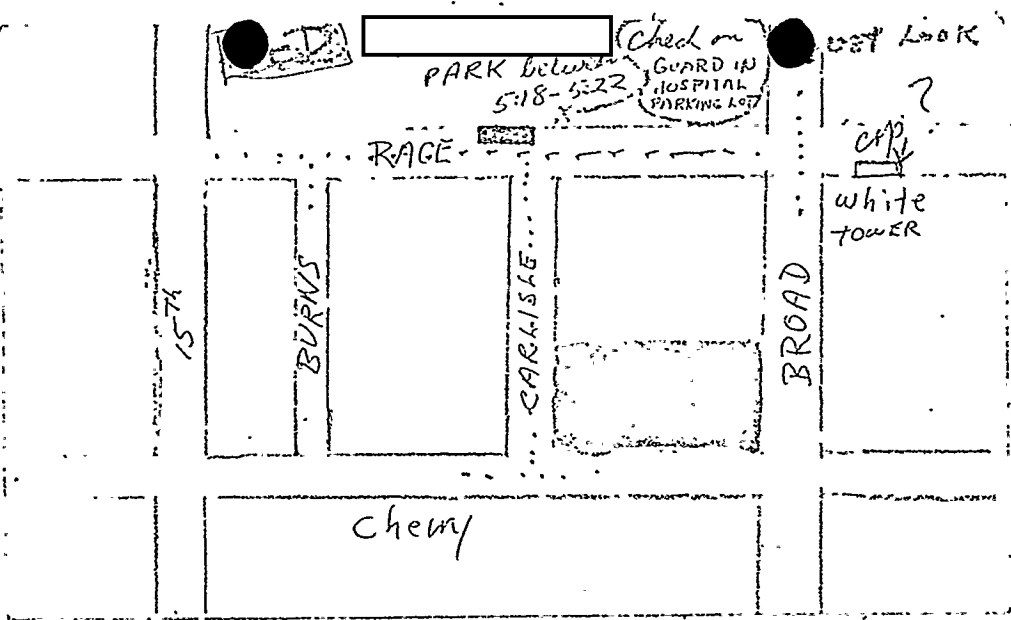 Check on
GUARD IN
HOSPITAL
PARKING LOT
LOOK
PARK between
5:18-5:22
?
RACE
White
TOWER
15Th
BURNS
CARLISLE
BROAD
Cherry